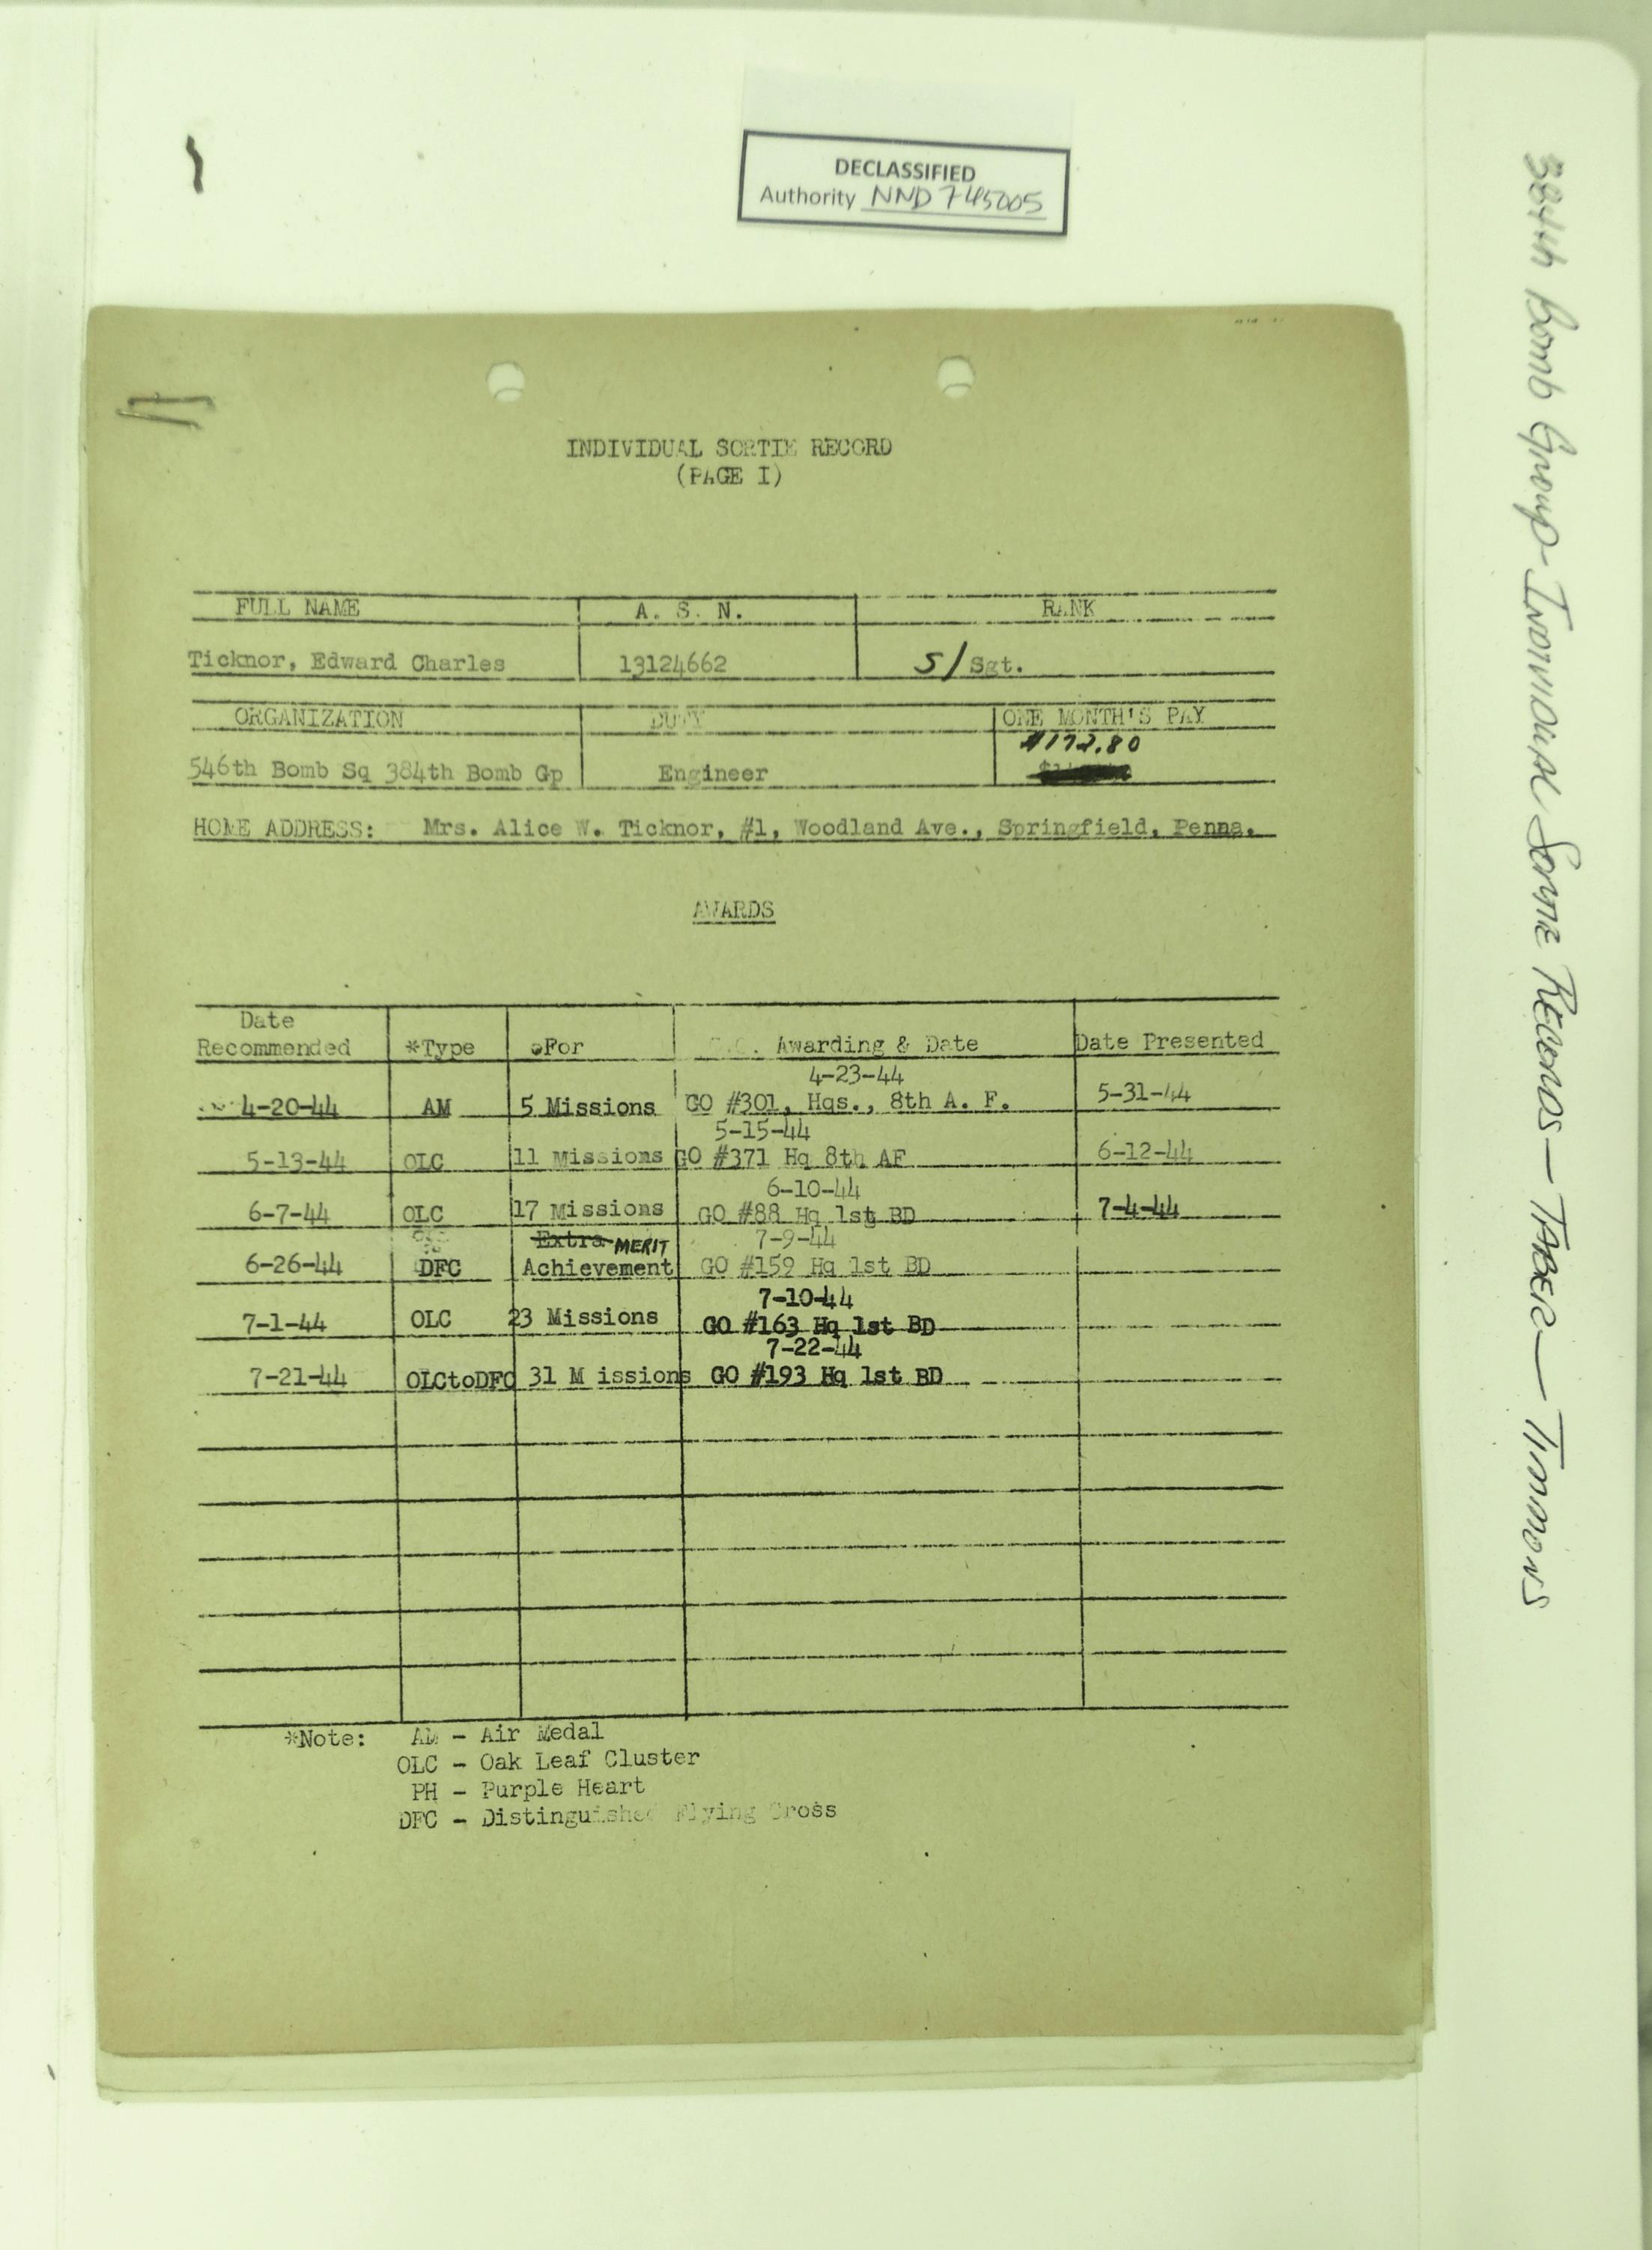 DECLASSIFIED
Authority NND 745005
384th Bomb Group - Individual Sortie Records - Taber - Timmons
INDIVIDUAL SORTIE RECORD
(PAGE I)
FULL NAME A. S. N. RANK
Ticknor, Edward Charles 13124662 S/Sgt.
ORGANIZATION DUTY ONE MONTH'S PAY
$172.80
546th Bomb Sq 384th Bomb Gp Engineer
HOME ADDRESS: Mrs. Alice W. Ticknor, #1, Woodland Ave., Springfield, Penna.
AWARDS
Date
Recommended *Type For Awarding & Date Date Presented
4-23-44
4-20-44 AM 5 Missions GO #301, Hqs., 8th A. F. 5-31-44
5-15-44
5-13-44 OLC 11 Missions GO #371 Hq 8th AF 6-12-44
6-10-44
6-7-44 OLC 17 Missions GO #88 Hq 1st BD 7-4-44
Extra MERIT 7-9-44
6-26-44 DFC Achievement GO #159 Hq 1st BD
7-10-44
7-1-44 OLC 23 Missions GO #163 Hq 1st BD
7-22-44
7-21-44 OLCtoDFC 31 M issions GO #193 Hq 1st BD
*Note: AM - Air Medal
OLC - Oak Leaf Cluster
PH - Purple Heart
DFC - Distinguished Flying Cross